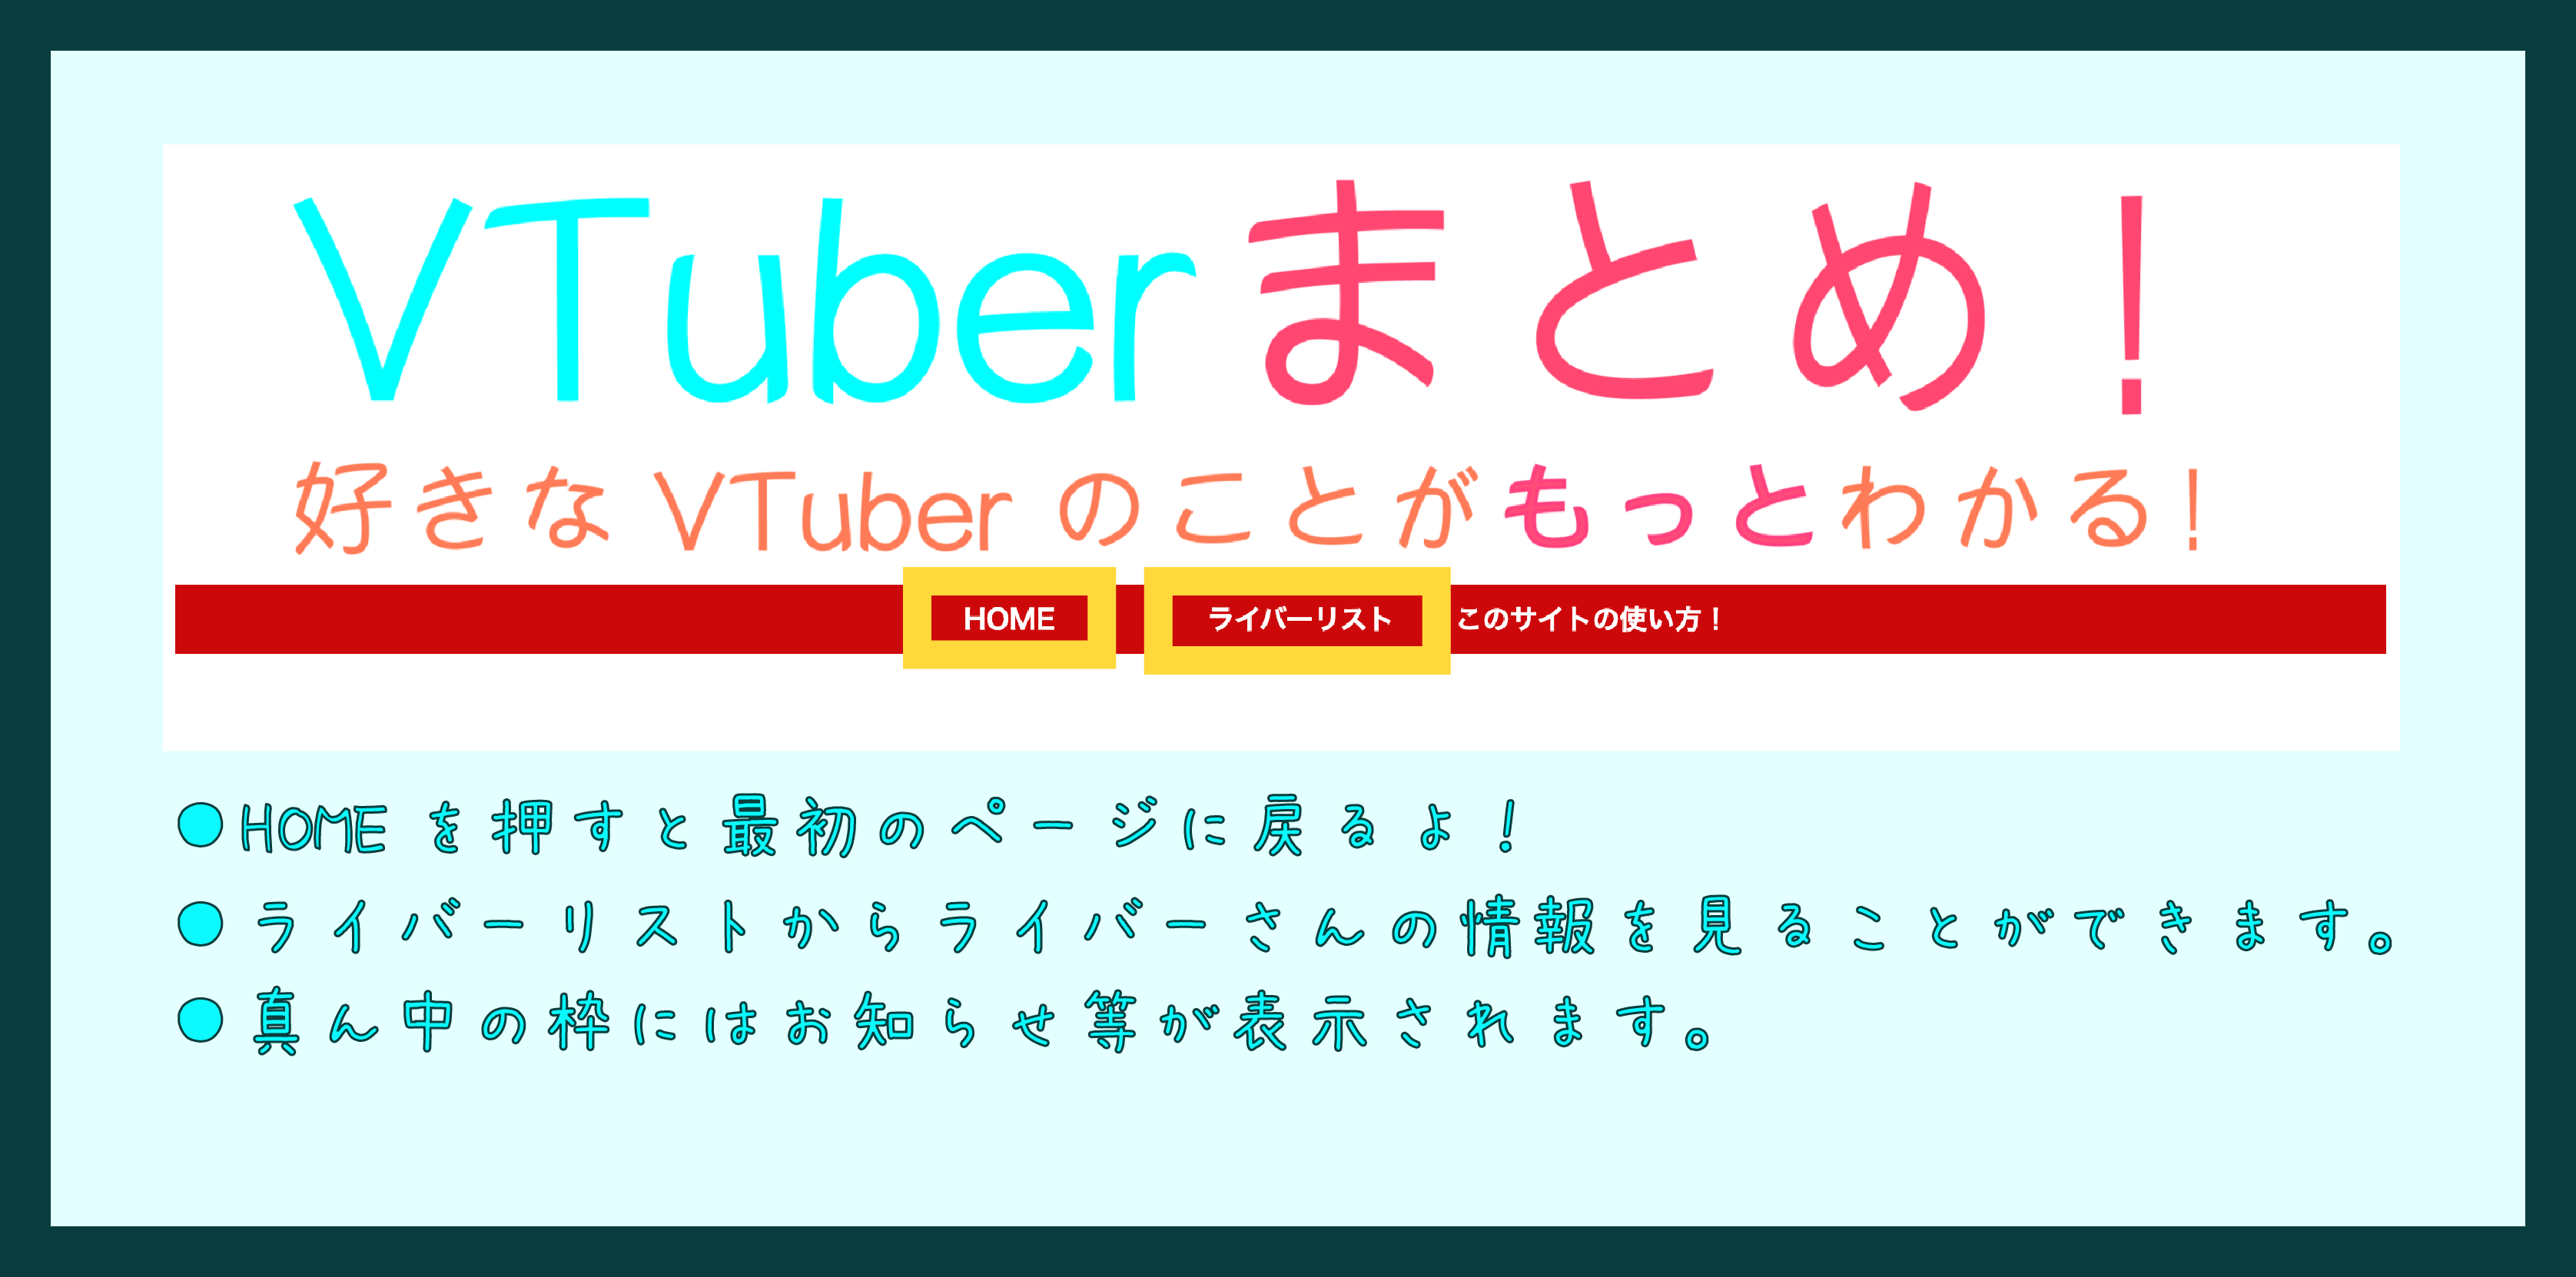 VTuberまとめ！
好きなVTuberのことがもっとわかる！
HOME ライバーリスト このサイトの使い方！
●HOMEを押すと最初のページに戻るよ！
●ライバーリストからライバーさんの情報を見ることができます。
●真ん中の枠にはお知らせ等が表示されます。